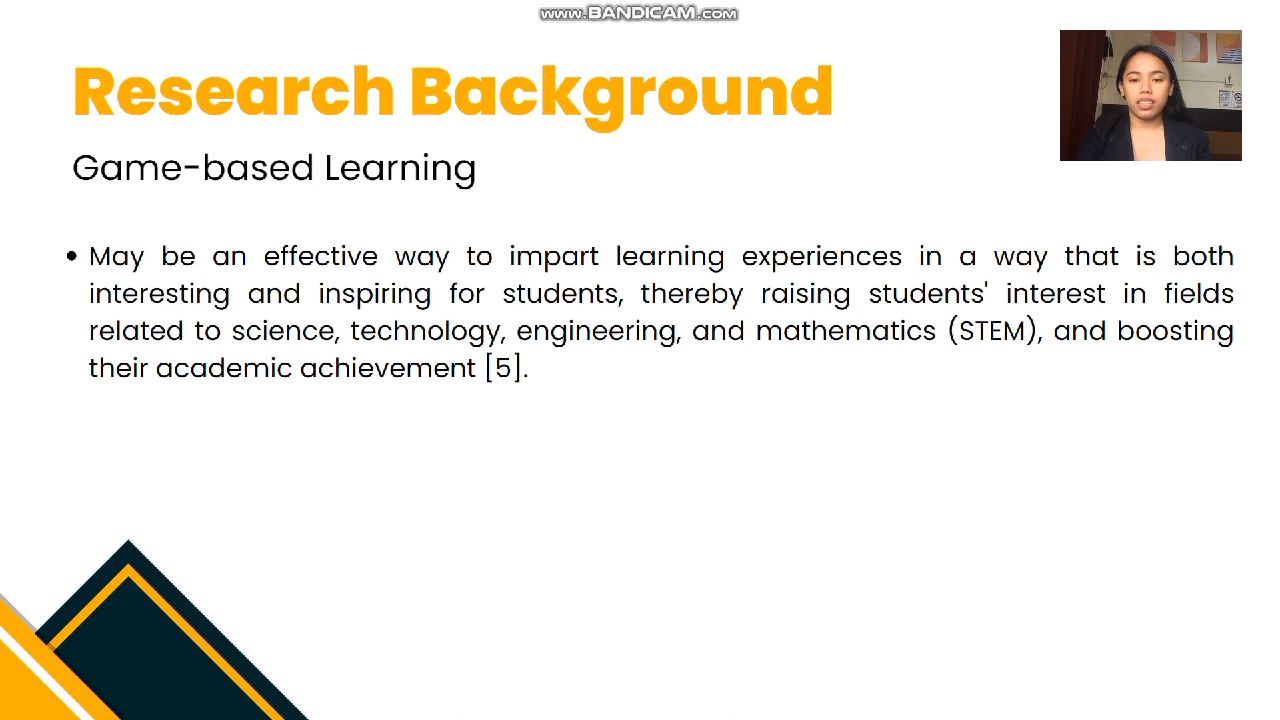 www.BANDICAM.com
Research Background
Game-based Learning
• May be an effective way to impart learning experiences in a way that is both
interesting and inspiring for students, thereby raising students' interest in fields
related to science, technology, engineering, and mathematics (STEM), and boosting
their academic achievement [5].